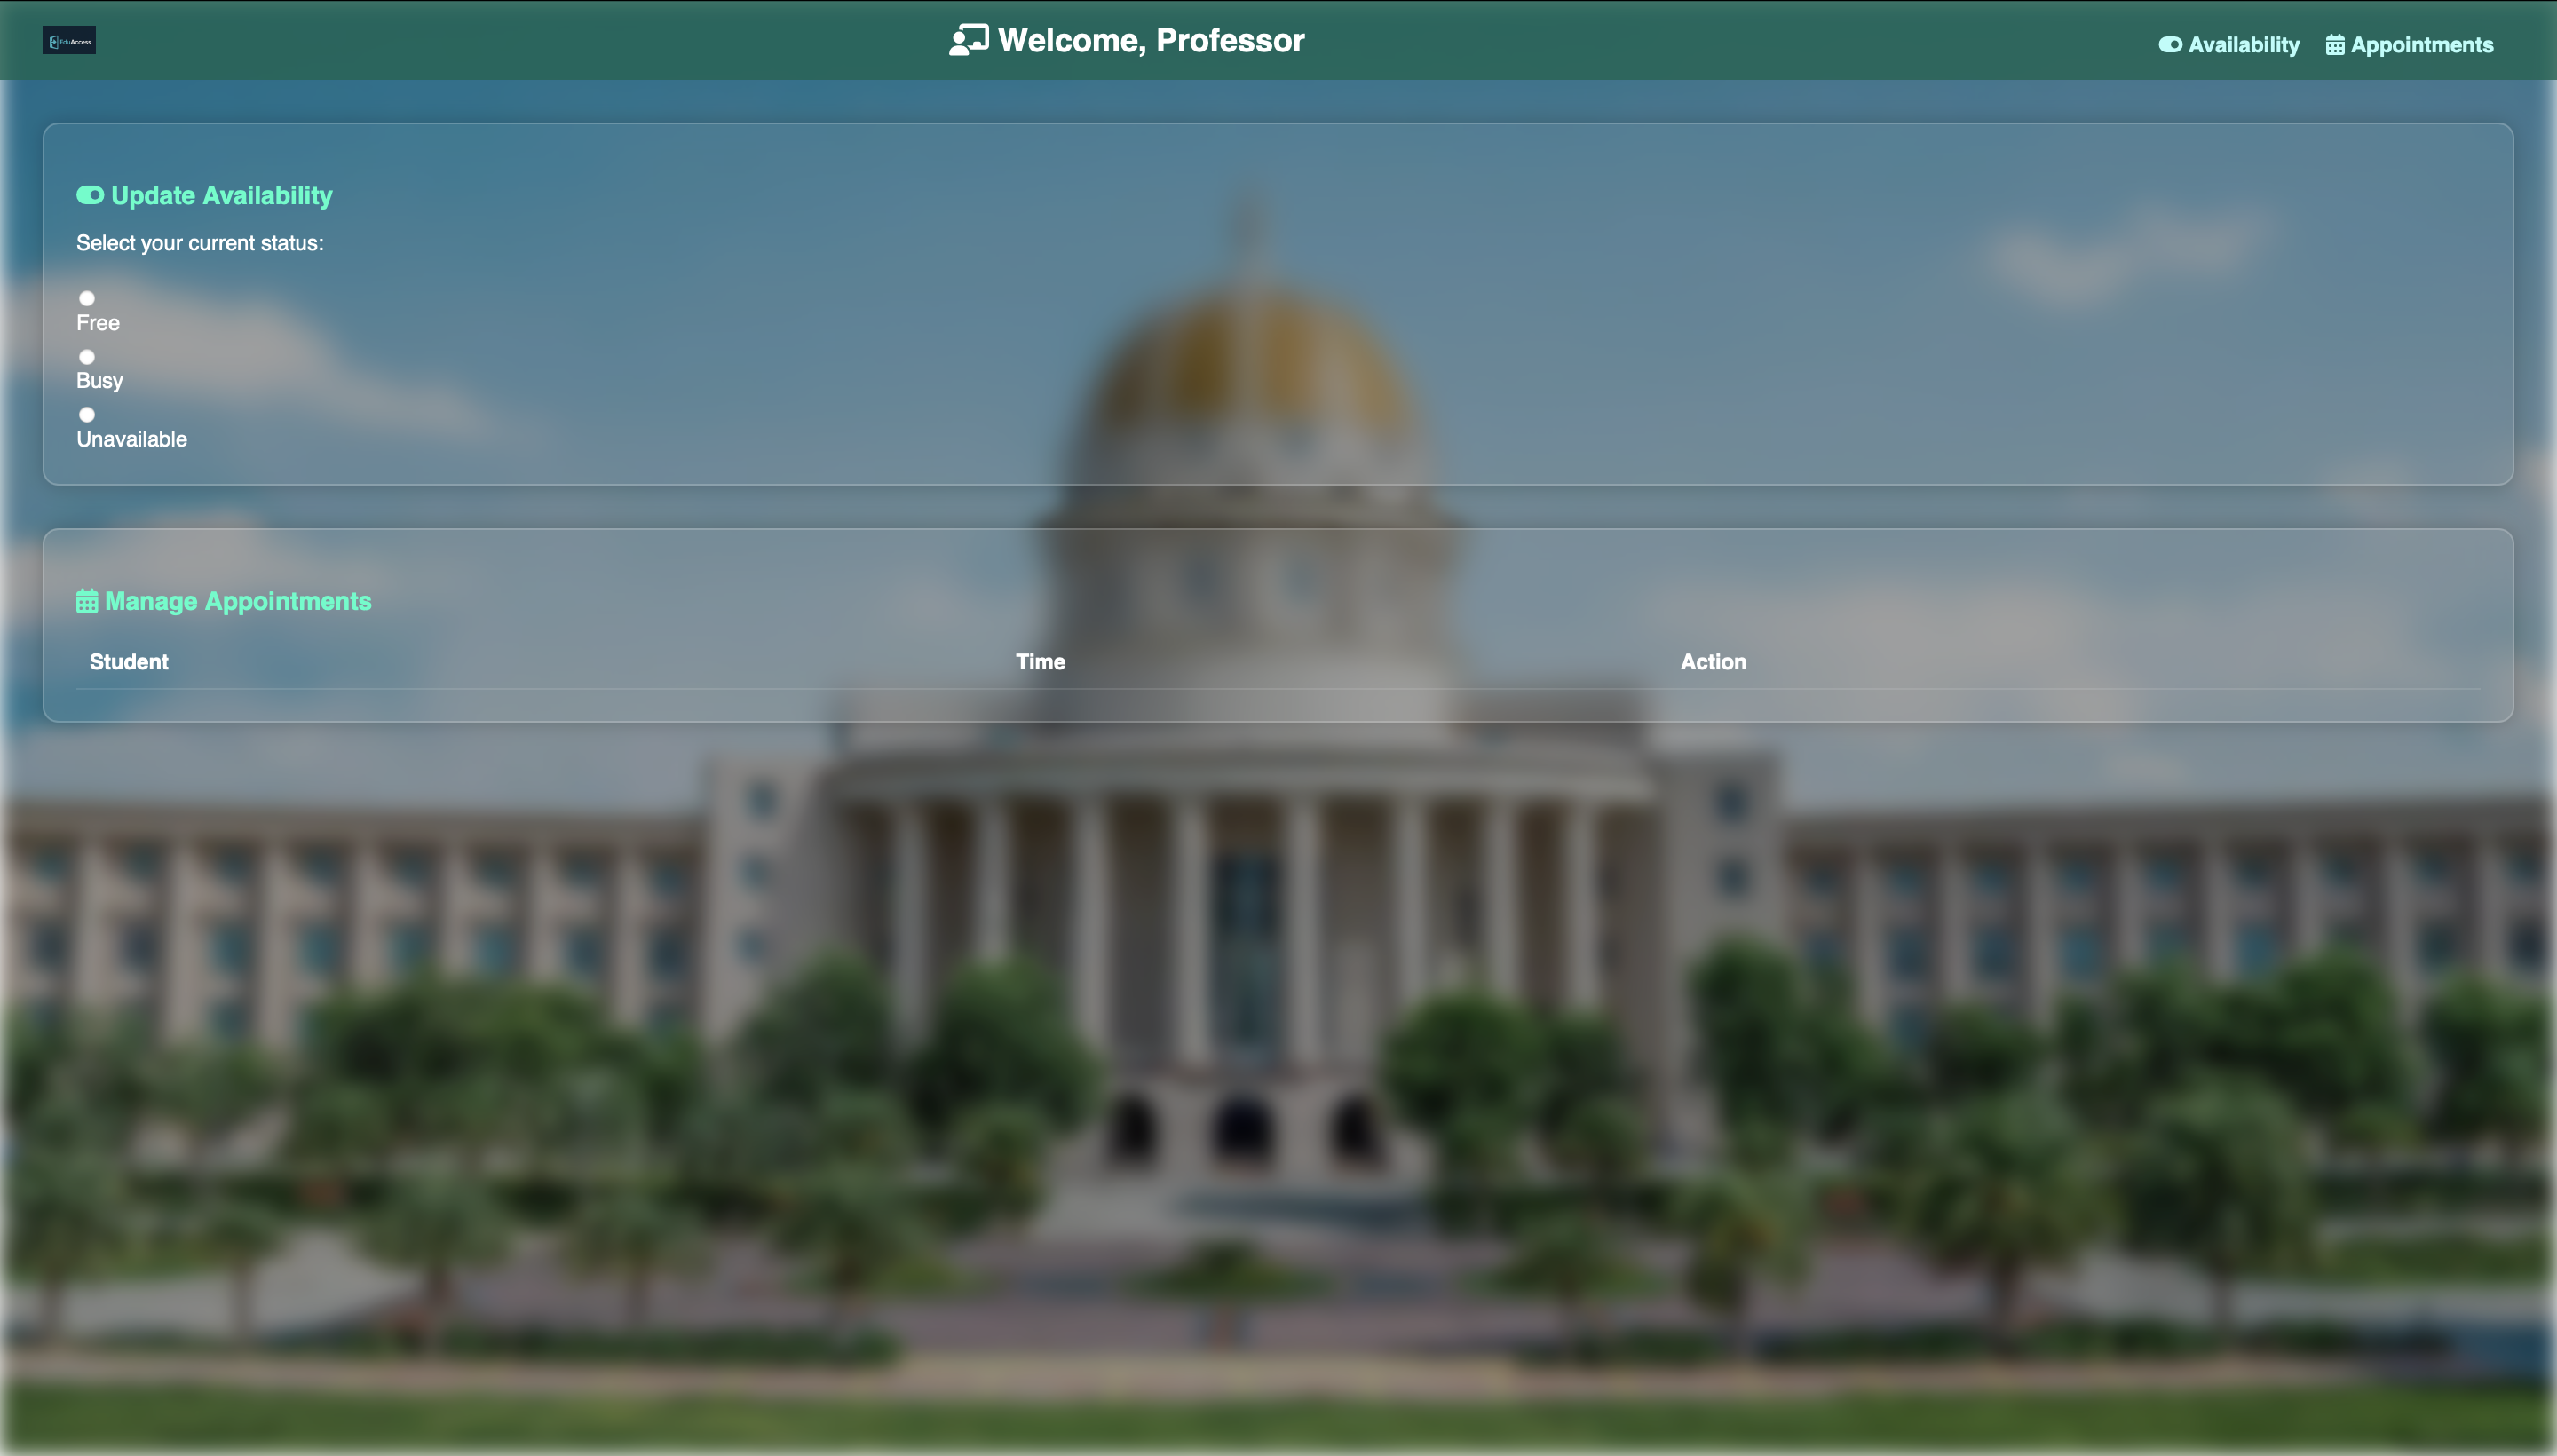 EduAccess
Welcome, Professor
Availability
Appointments
Update Availability
Select your current status:
Free
Busy
Unavailable
Manage Appointments
Student Time Action